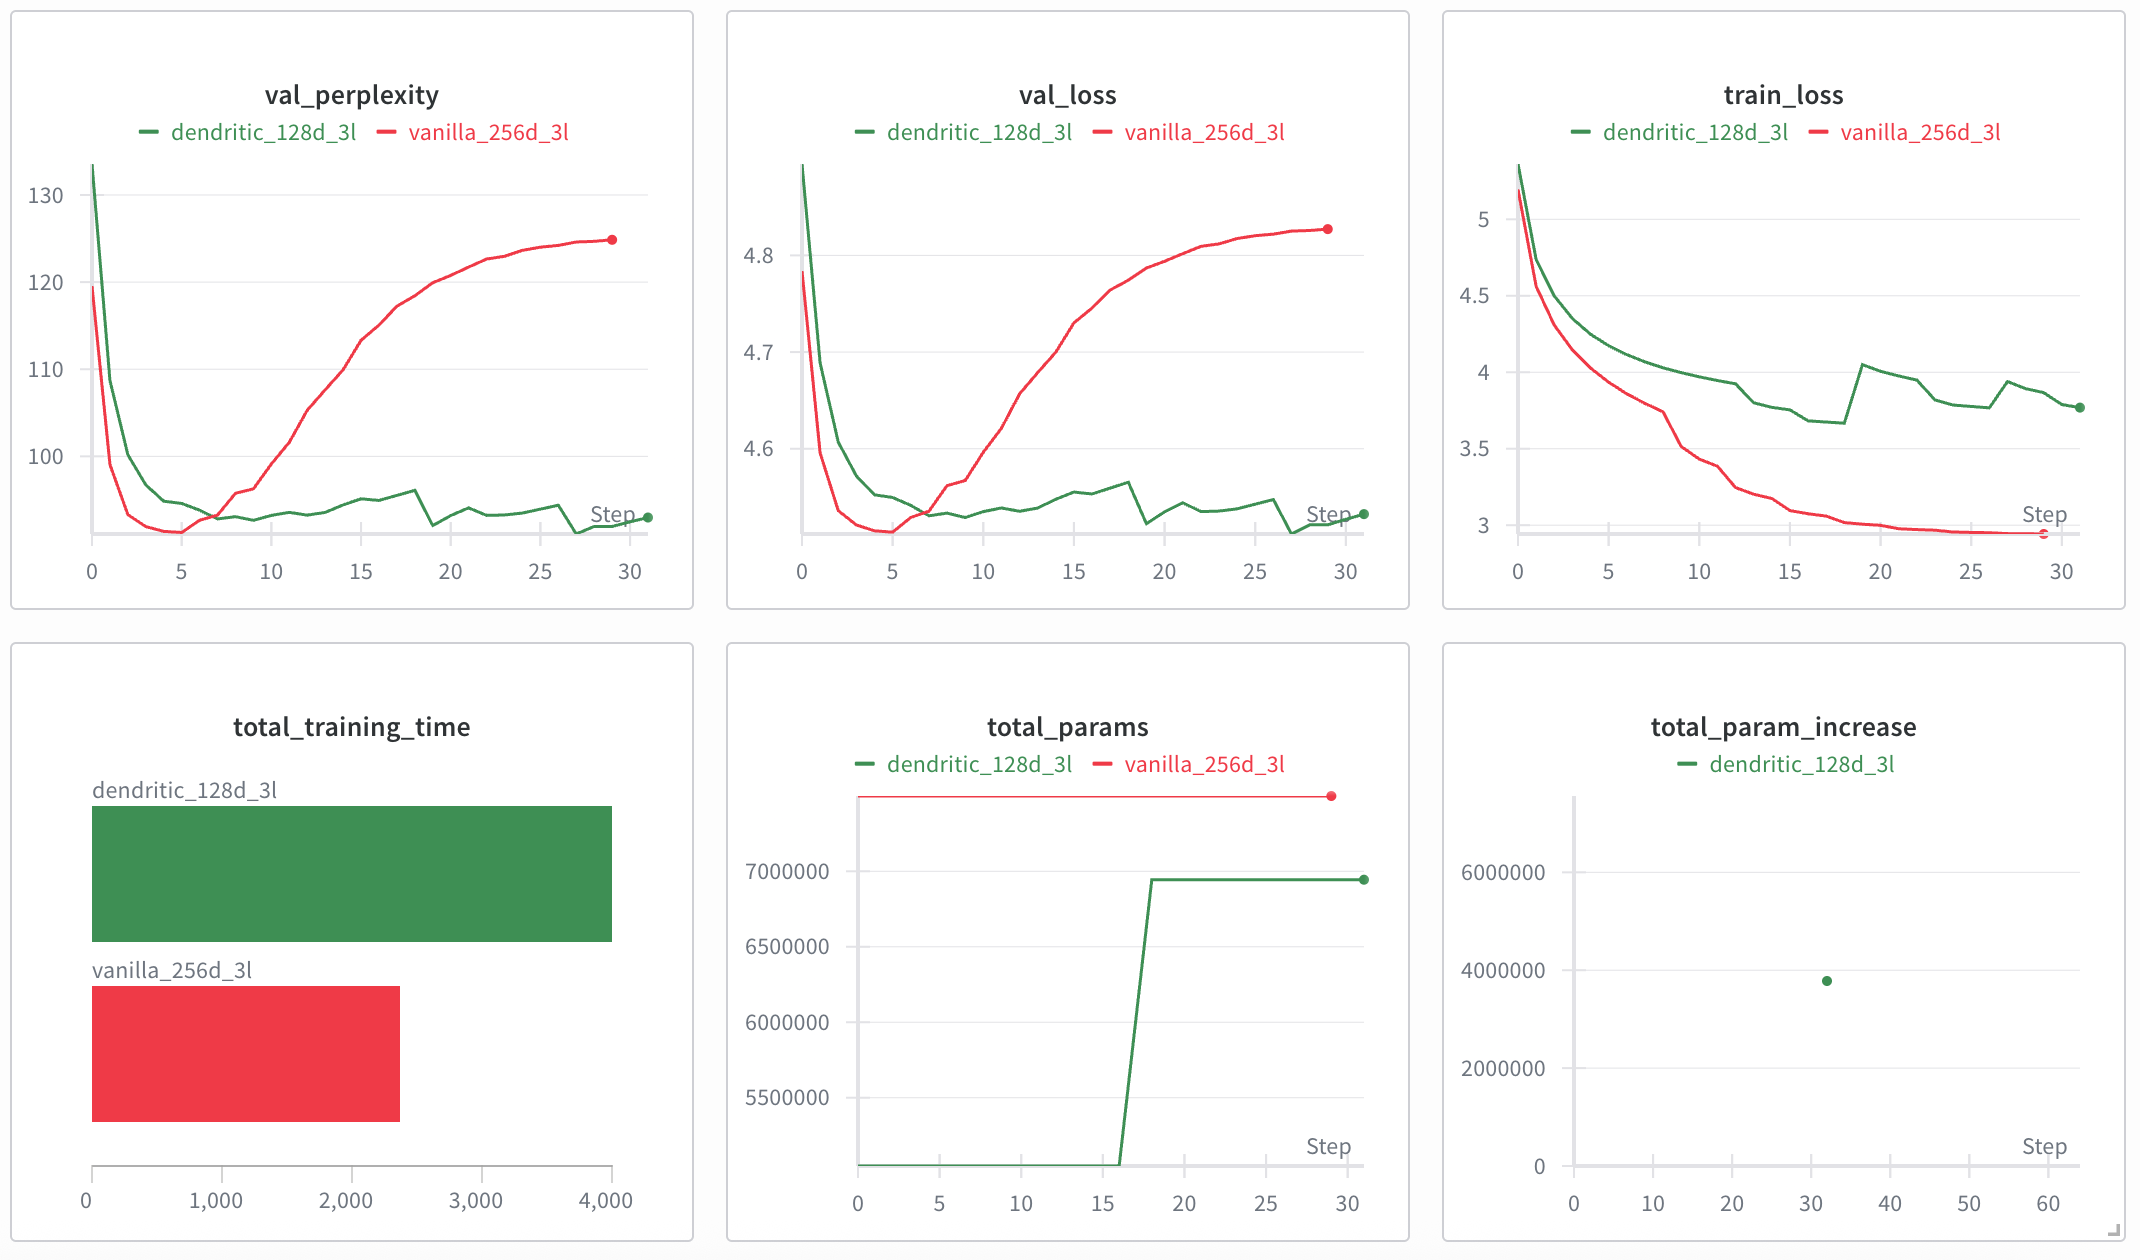 val_perplexity
dendritic_128d_3l vanilla_256d_3l
130
120
110
100
Step
0 5 10 15 20 25 30
val_loss
dendritic_128d_3l vanilla_256d_3l
4.8
4.7
4.6
Step
0 5 10 15 20 25 30
train_loss
dendritic_128d_3l vanilla_256d_3l
5
4.5
4
3.5
3
Step
0 5 10 15 20 25 30
total_training_time
dendritic_128d_3l
vanilla_256d_3l
0 1,000 2,000 3,000 4,000
total_params
dendritic_128d_3l vanilla_256d_3l
7000000
6500000
6000000
5500000
Step
0 5 10 15 20 25 30
total_param_increase
dendritic_128d_3l
6000000
4000000
2000000
0
Step
0 10 20 30 40 50 60